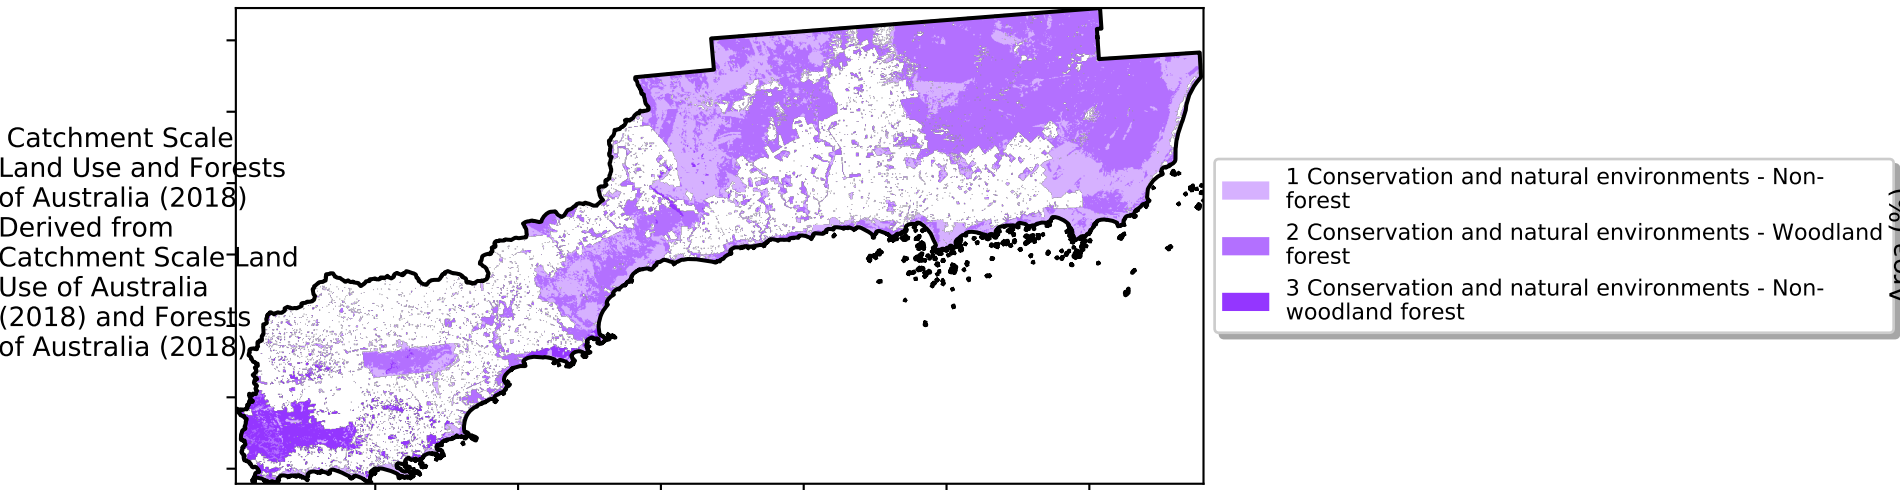 Catchment Scale
Land Use and Forests
of Australia (2018)
Derived from
Catchment Scale Land
Use of Australia
(2018) and Forests
of Australia (2018)
1 Conservation and natural environments - Non-
forest
2 Conservation and natural environments - Woodland
forest
3 Conservation and natural environments - Non-
woodland forest
Area (%)